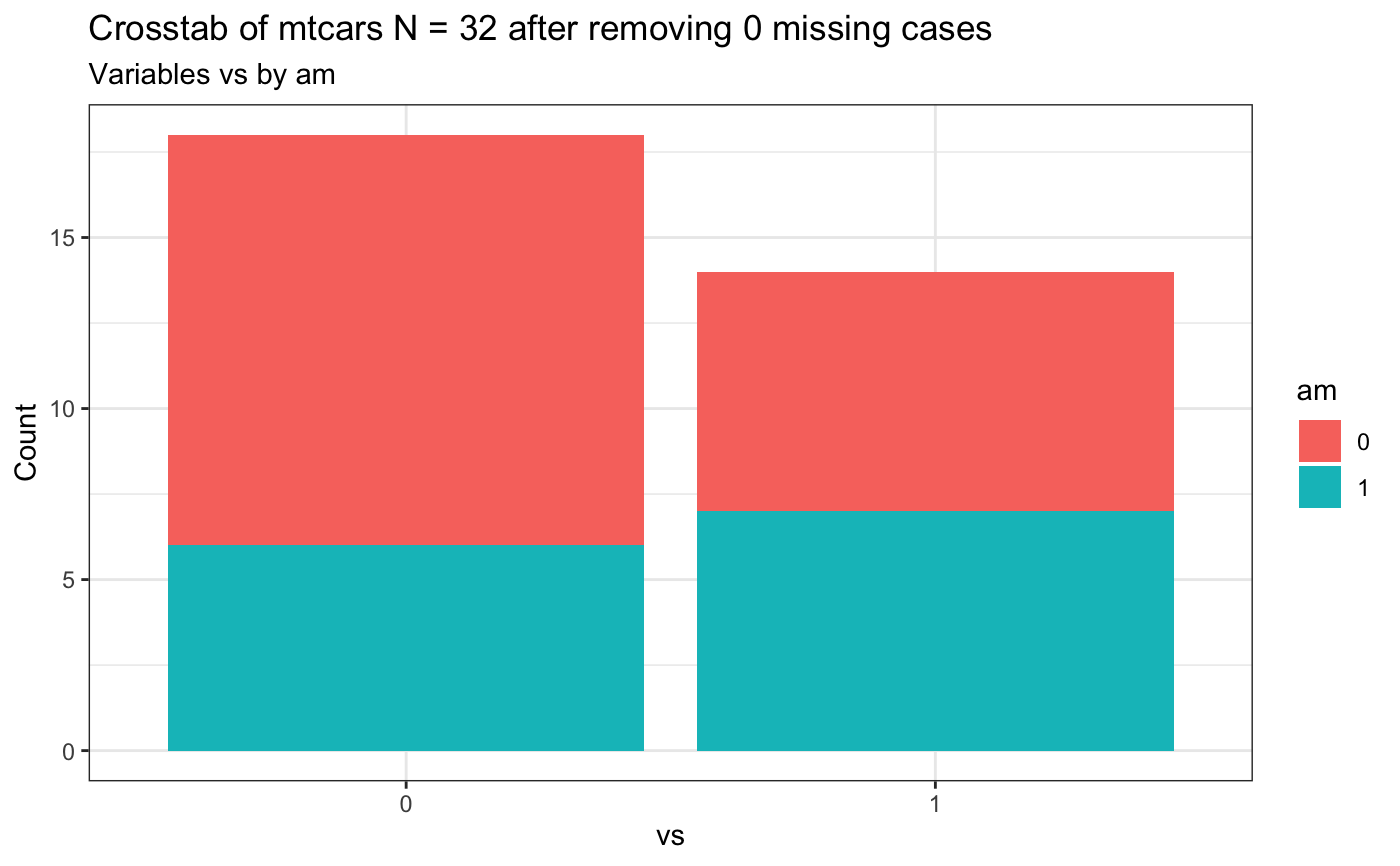 Crosstab of mtcars N = 32 after removing 0 missing cases
Variables vs by am
15
10
5
0
Count
0
1
vs
am
0
1